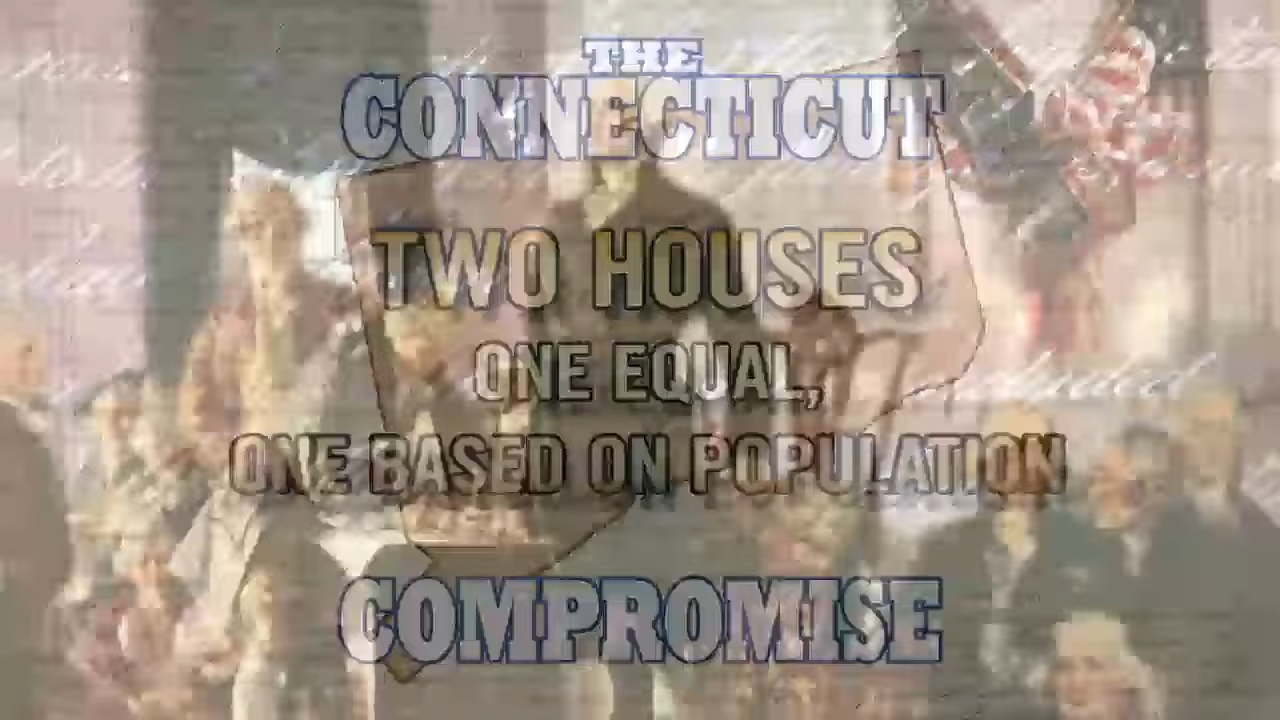 THE
CONNECTICUT
TWO HOUSES
ONE EQUAL,
ONE BASED ON POPULATION
COMPROMISE